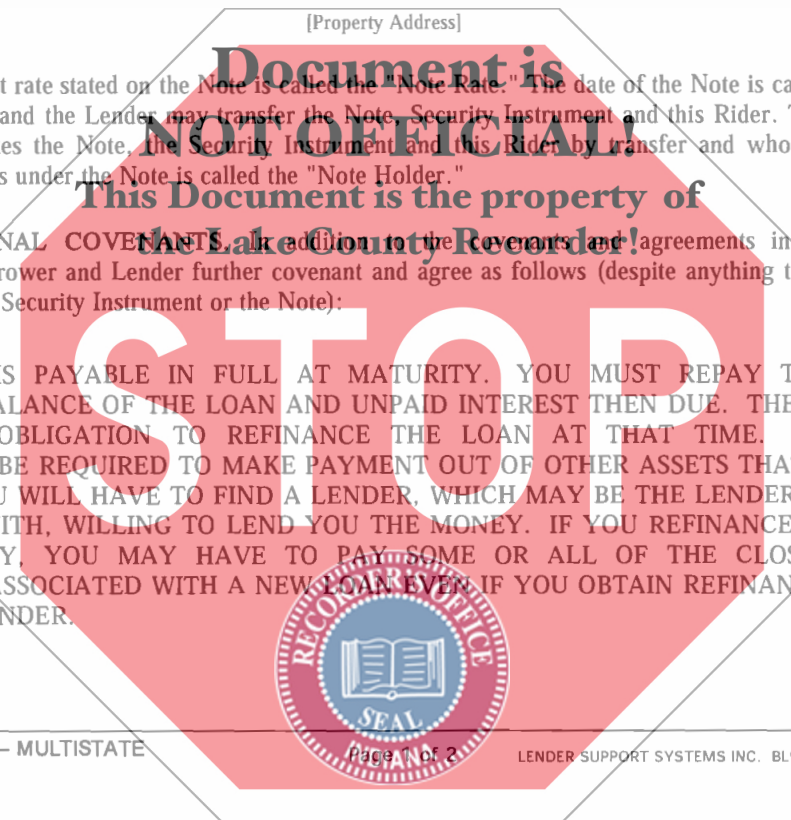 [Property Address]
Document is
t rate stated on the Note is called the "Note Rate." The date of the Note is ca
and the Lender may transfer the Note, Security Instrument and this Rider. T
NOT OFFICIAL!
es the Note, the Security Instrument and this Rider by transfer and who
s under the Note is called the "Note Holder."
This Document is the property of
the Lake County Recorder!
NAL COVENANTS. In addition to the covenants and agreements in
rower and Lender further covenant and agree as follows (despite anything t
Security Instrument or the Note):
STOP
IS PAYABLE IN FULL AT MATURITY. YOU MUST REPAY T
ALANCE OF THE LOAN AND UNPAID INTEREST THEN DUE. THE
OBLIGATION TO REFINANCE THE LOAN AT THAT TIME.
BE REQUIRED TO MAKE PAYMENT OUT OF OTHER ASSETS THA
U WILL HAVE TO FIND A LENDER, WHICH MAY BE THE LENDER
ITH, WILLING TO LEND YOU THE MONEY. IF YOU REFINANCE
Y, YOU MAY HAVE TO PAY SOME OR ALL OF THE CLOS
ASSOCIATED WITH A NEW LOAN EVEN IF YOU OBTAIN REFINAN
NDER.
RECORDER'S OFFICE
SEAL
INDIANA
– MULTISTATE
Page 1 of 2
LENDER SUPPORT SYSTEMS INC. BL